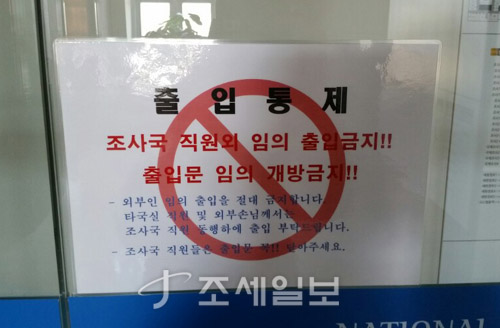 출 입 통 제
조사국 직원외 임의 출입금지!!
출입문 임의 개방금지!!
- 외부인 임의 출입을 절대 금지합니다.
타국실 직원 및 외부손님께서는
조사국 직원 동행하에 출입 부탁드립니다.
- 조사국 직원들은 출입문 꼭!! 닫아주세요.
조세일보
NATIONAL